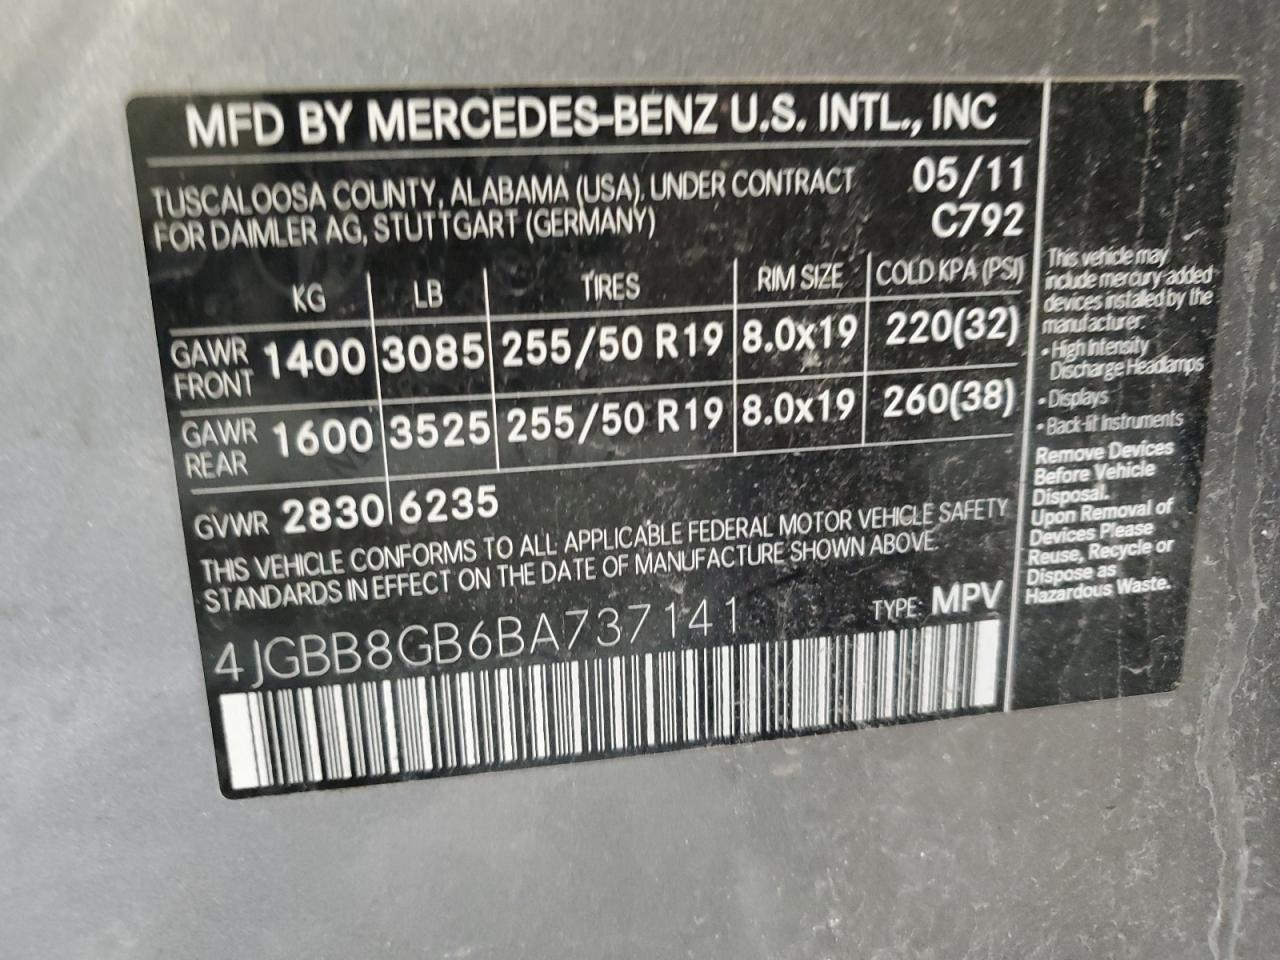 MFD BY MERCEDES-BENZ U.S. INTL., INC
TUSCALOOSA COUNTY, ALABAMA (USA), UNDER CONTRACT 05/11
FOR DAIMLER AG, STUTTGART (GERMANY) C792
KG LB TIRES RIM SIZE COLD KPA (PSI)
GAWR FRONT 1400 3085 255/50 R19 8.0x19 220(32)
GAWR REAR 1600 3525 255/50 R19 8.0x19 260(38)
GVWR 2830 6235
THIS VEHICLE CONFORMS TO ALL APPLICABLE FEDERAL MOTOR VEHICLE SAFETY
STANDARDS IN EFFECT ON THE DATE OF MANUFACTURE SHOWN ABOVE.
4JGBB8GB6BA737141 TYPE: MPV
This vehicle may
include mercury-added
devices installed by the
manufacturer:
• High Intensity
Discharge Headlamps
• Displays
• Back-lit Instruments
Remove Devices
Before Vehicle
Disposal.
Upon Removal of
Devices Please
Reuse, Recycle or
Dispose as
Hazardous Waste.